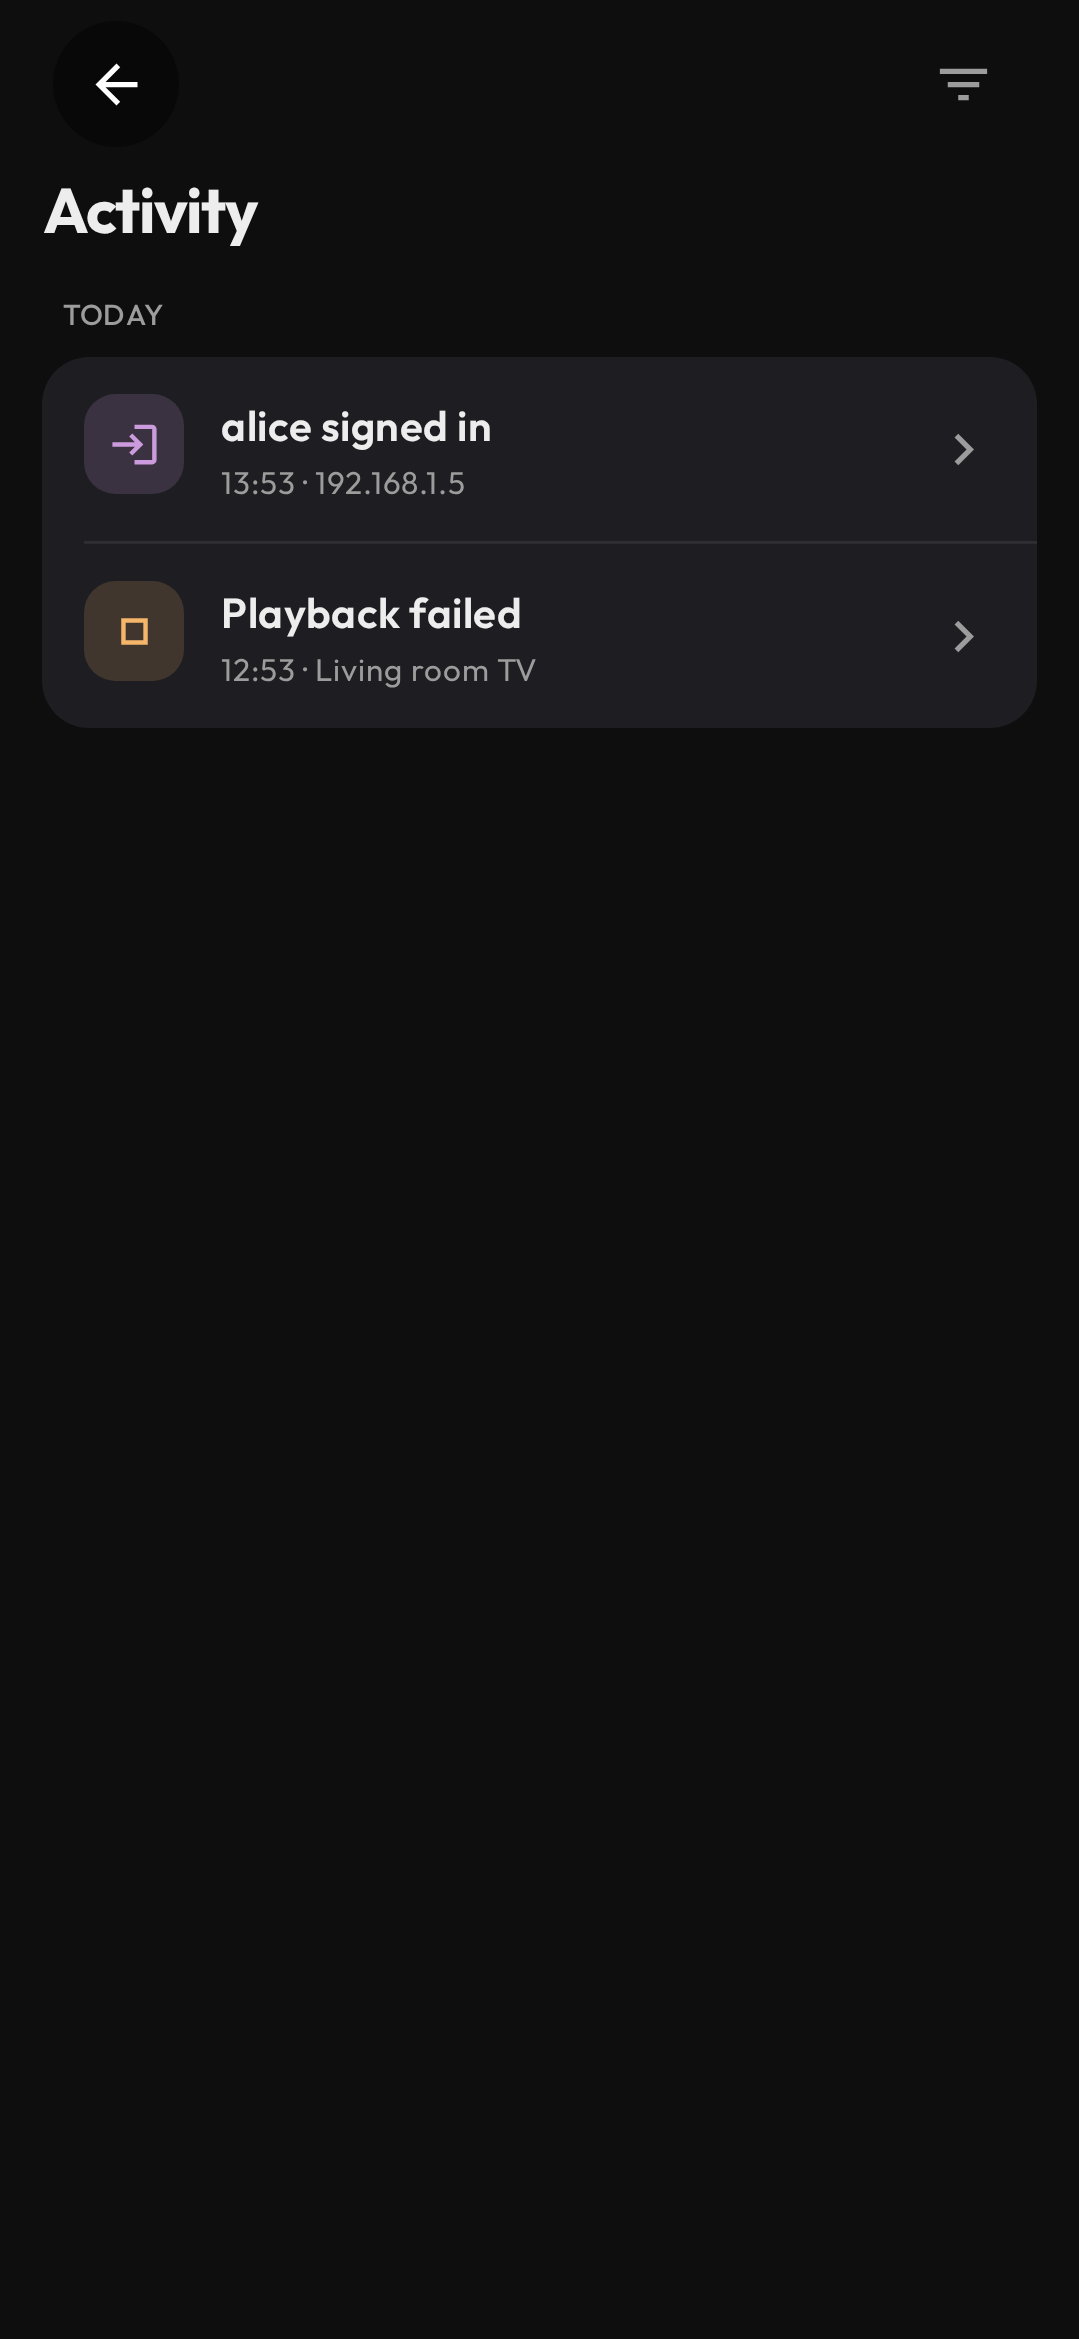 Activity
TODAY
alice signed in
13:53 · 192.168.1.5
Playback failed
12:53 · Living room TV